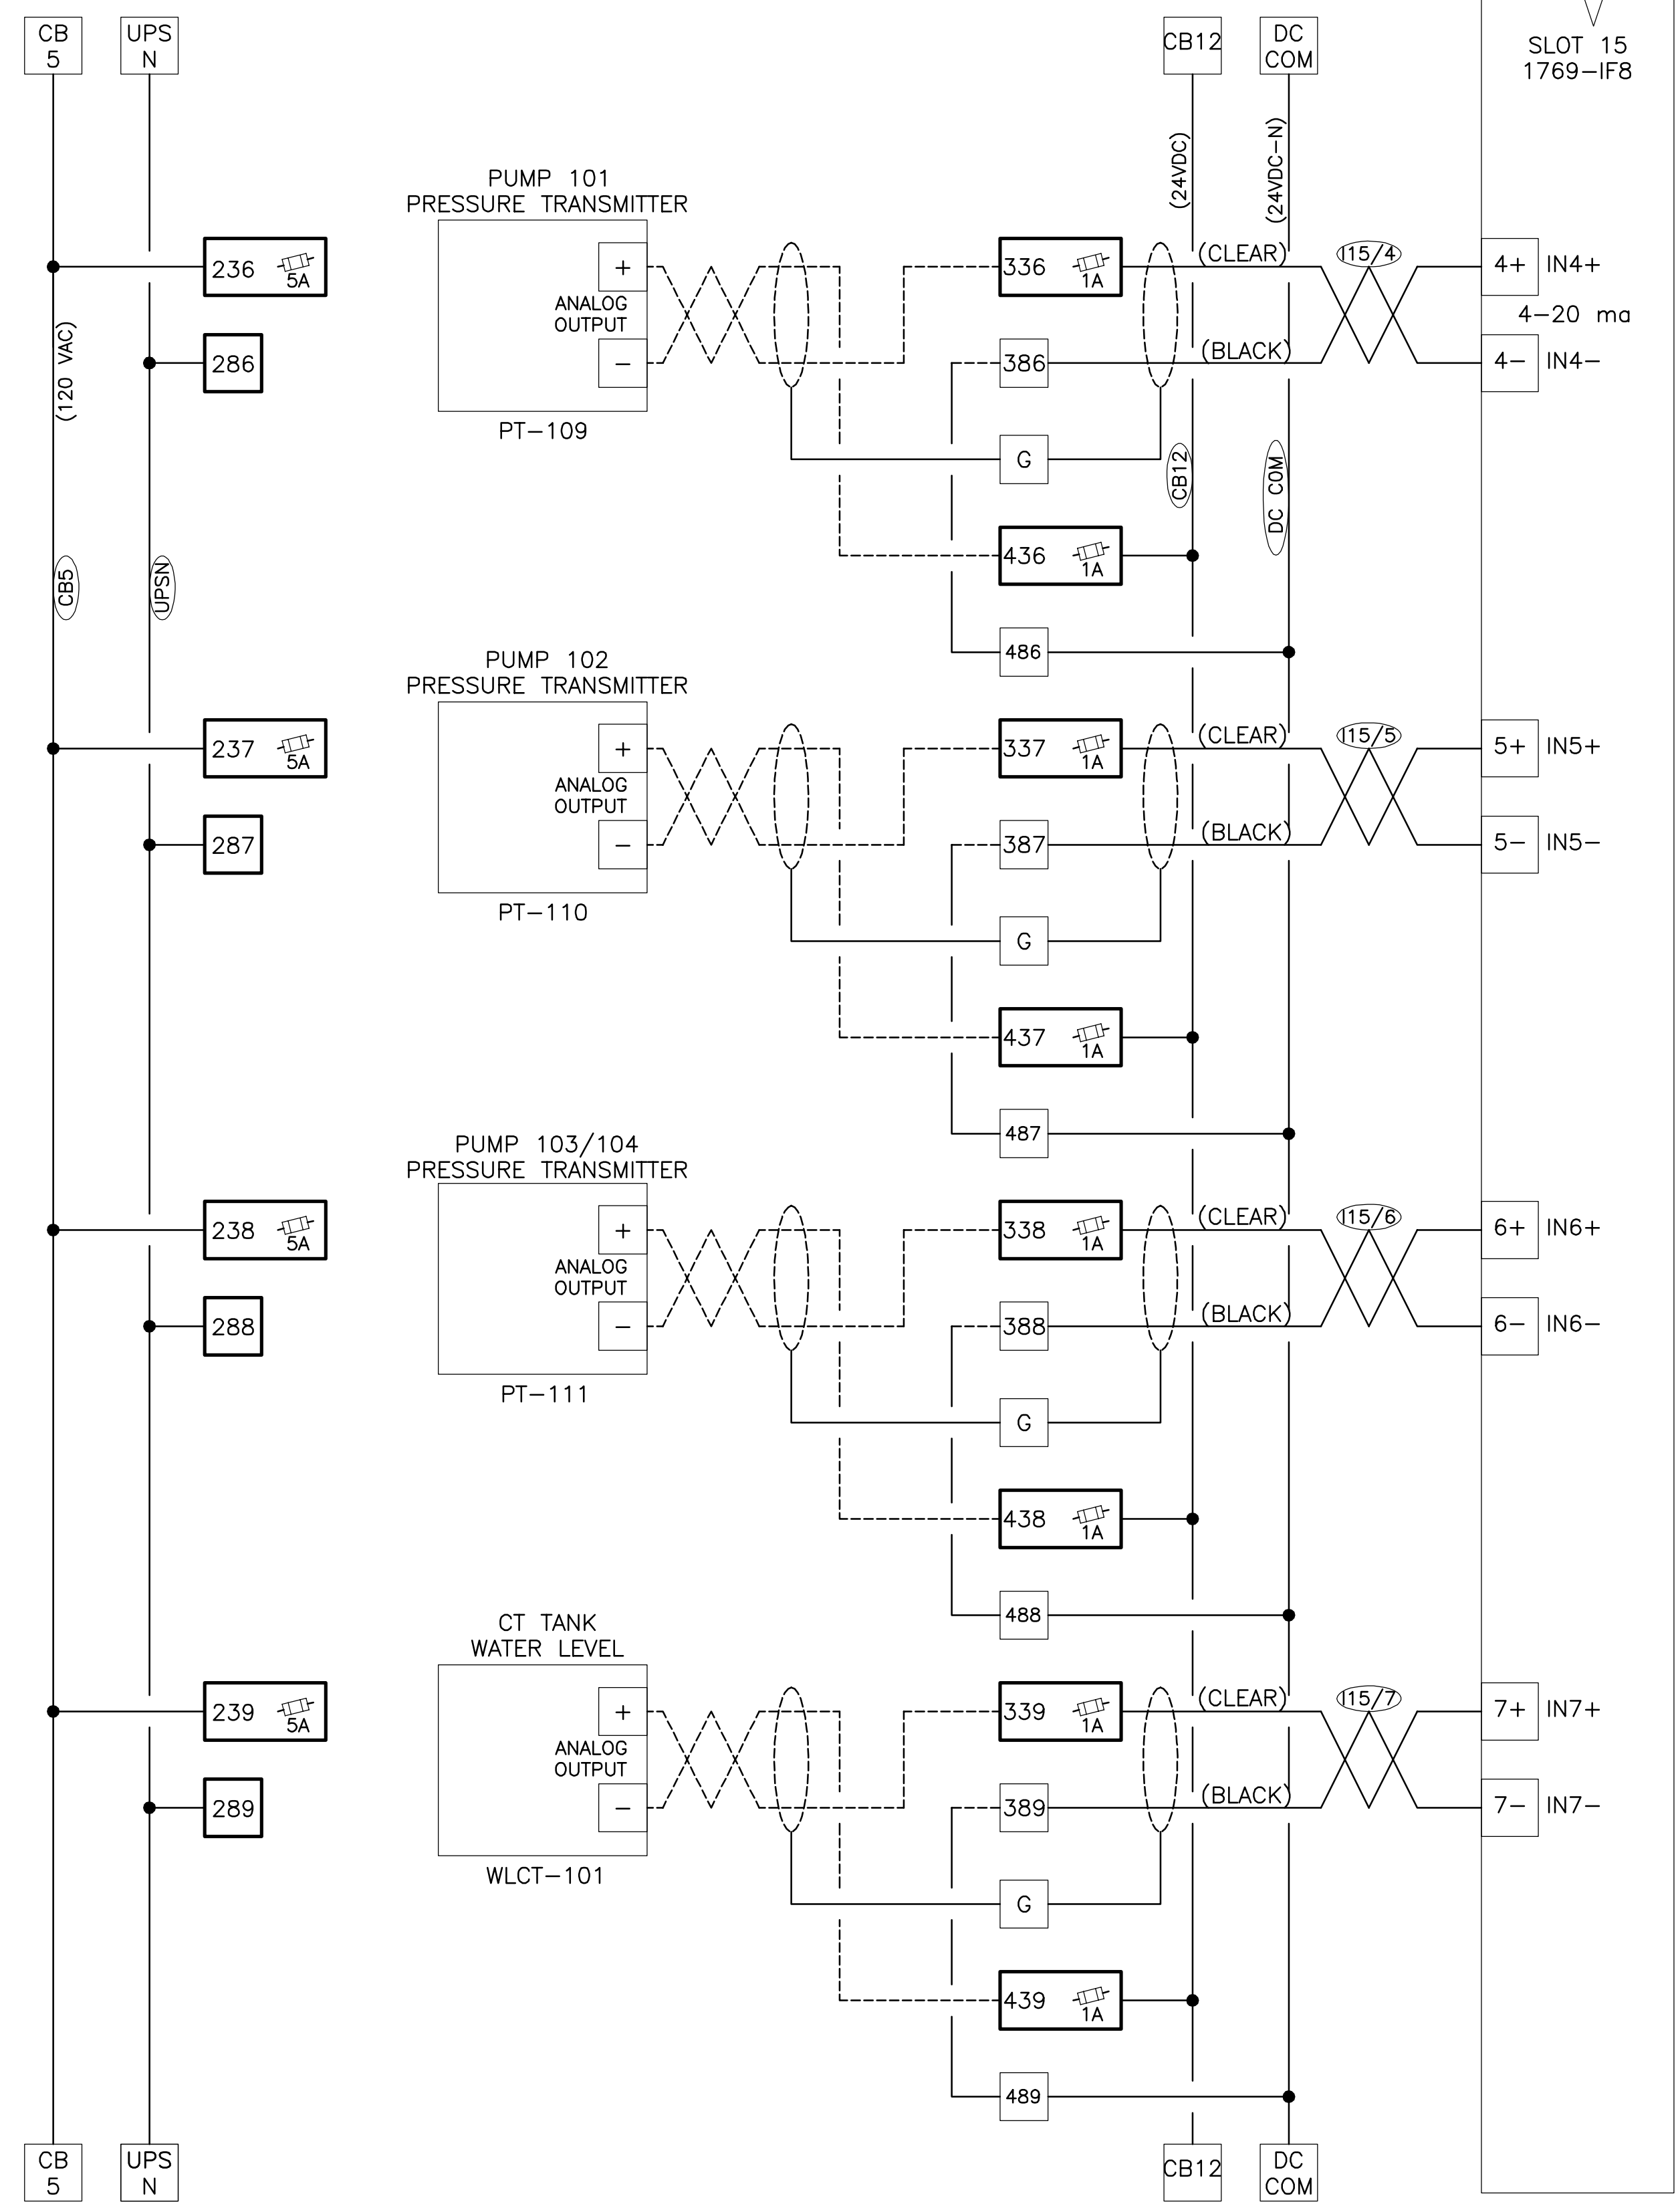 CB
5
UPS
N
CB12
DC
COM
SLOT 15
1769-IF8
(24VDC)
(24VDC-N)
PUMP 101
PRESSURE TRANSMITTER
236
5A
+
336
1A
(CLEAR)
I15/4
4+
IN4+
ANALOG
OUTPUT
4-20 ma
(120 VAC)
286
-
386
(BLACK)
4-
IN4-
PT-109
G
CB12
DC COM
436
1A
CB5
UPSN
486
PUMP 102
PRESSURE TRANSMITTER
237
5A
+
337
1A
(CLEAR)
I15/5
5+
IN5+
ANALOG
OUTPUT
287
-
387
(BLACK)
5-
IN5-
PT-110
G
437
1A
487
PUMP 103/104
PRESSURE TRANSMITTER
238
5A
+
338
1A
(CLEAR)
I15/6
6+
IN6+
ANALOG
OUTPUT
288
-
388
(BLACK)
6-
IN6-
PT-111
G
438
1A
488
CT TANK
WATER LEVEL
239
5A
+
339
1A
(CLEAR)
I15/7
7+
IN7+
ANALOG
OUTPUT
289
-
389
(BLACK)
7-
IN7-
WLCT-101
G
439
1A
489
CB
5
UPS
N
CB12
DC
COM